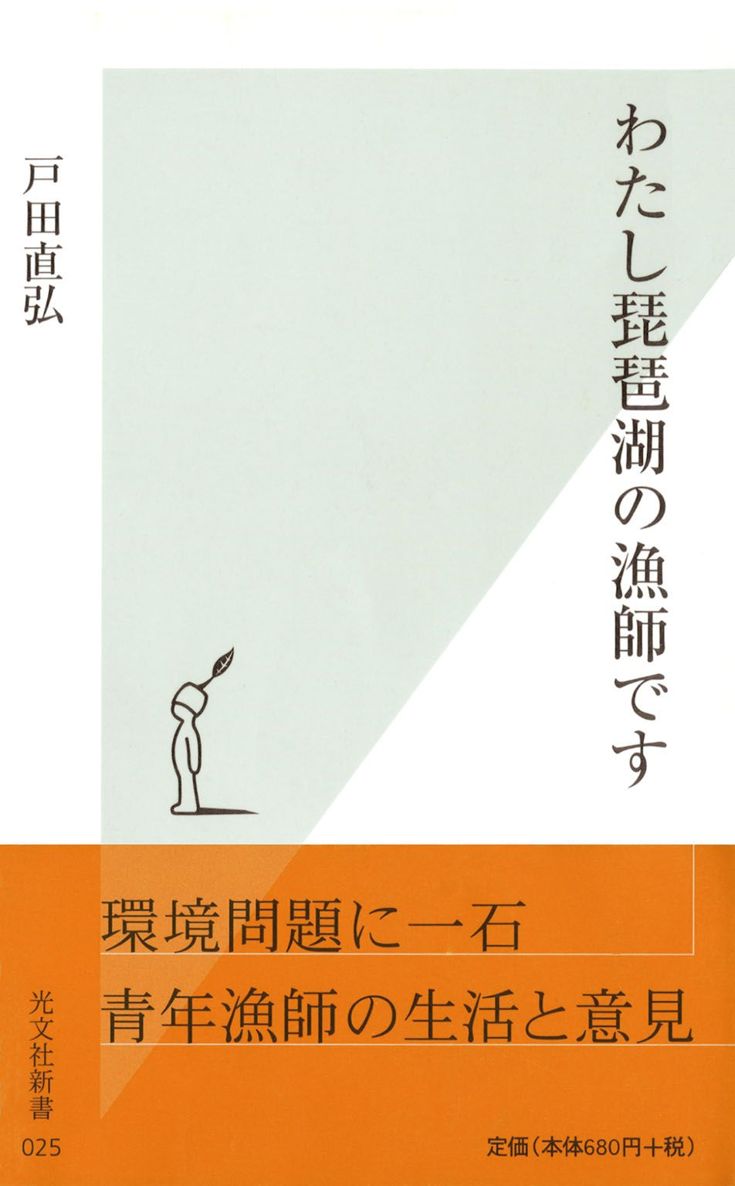 わたし琵琶湖の漁師です
戸田直弘
環境問題に一石
青年漁師の生活と意見
光文社新書
025
定価(本体680円+税)